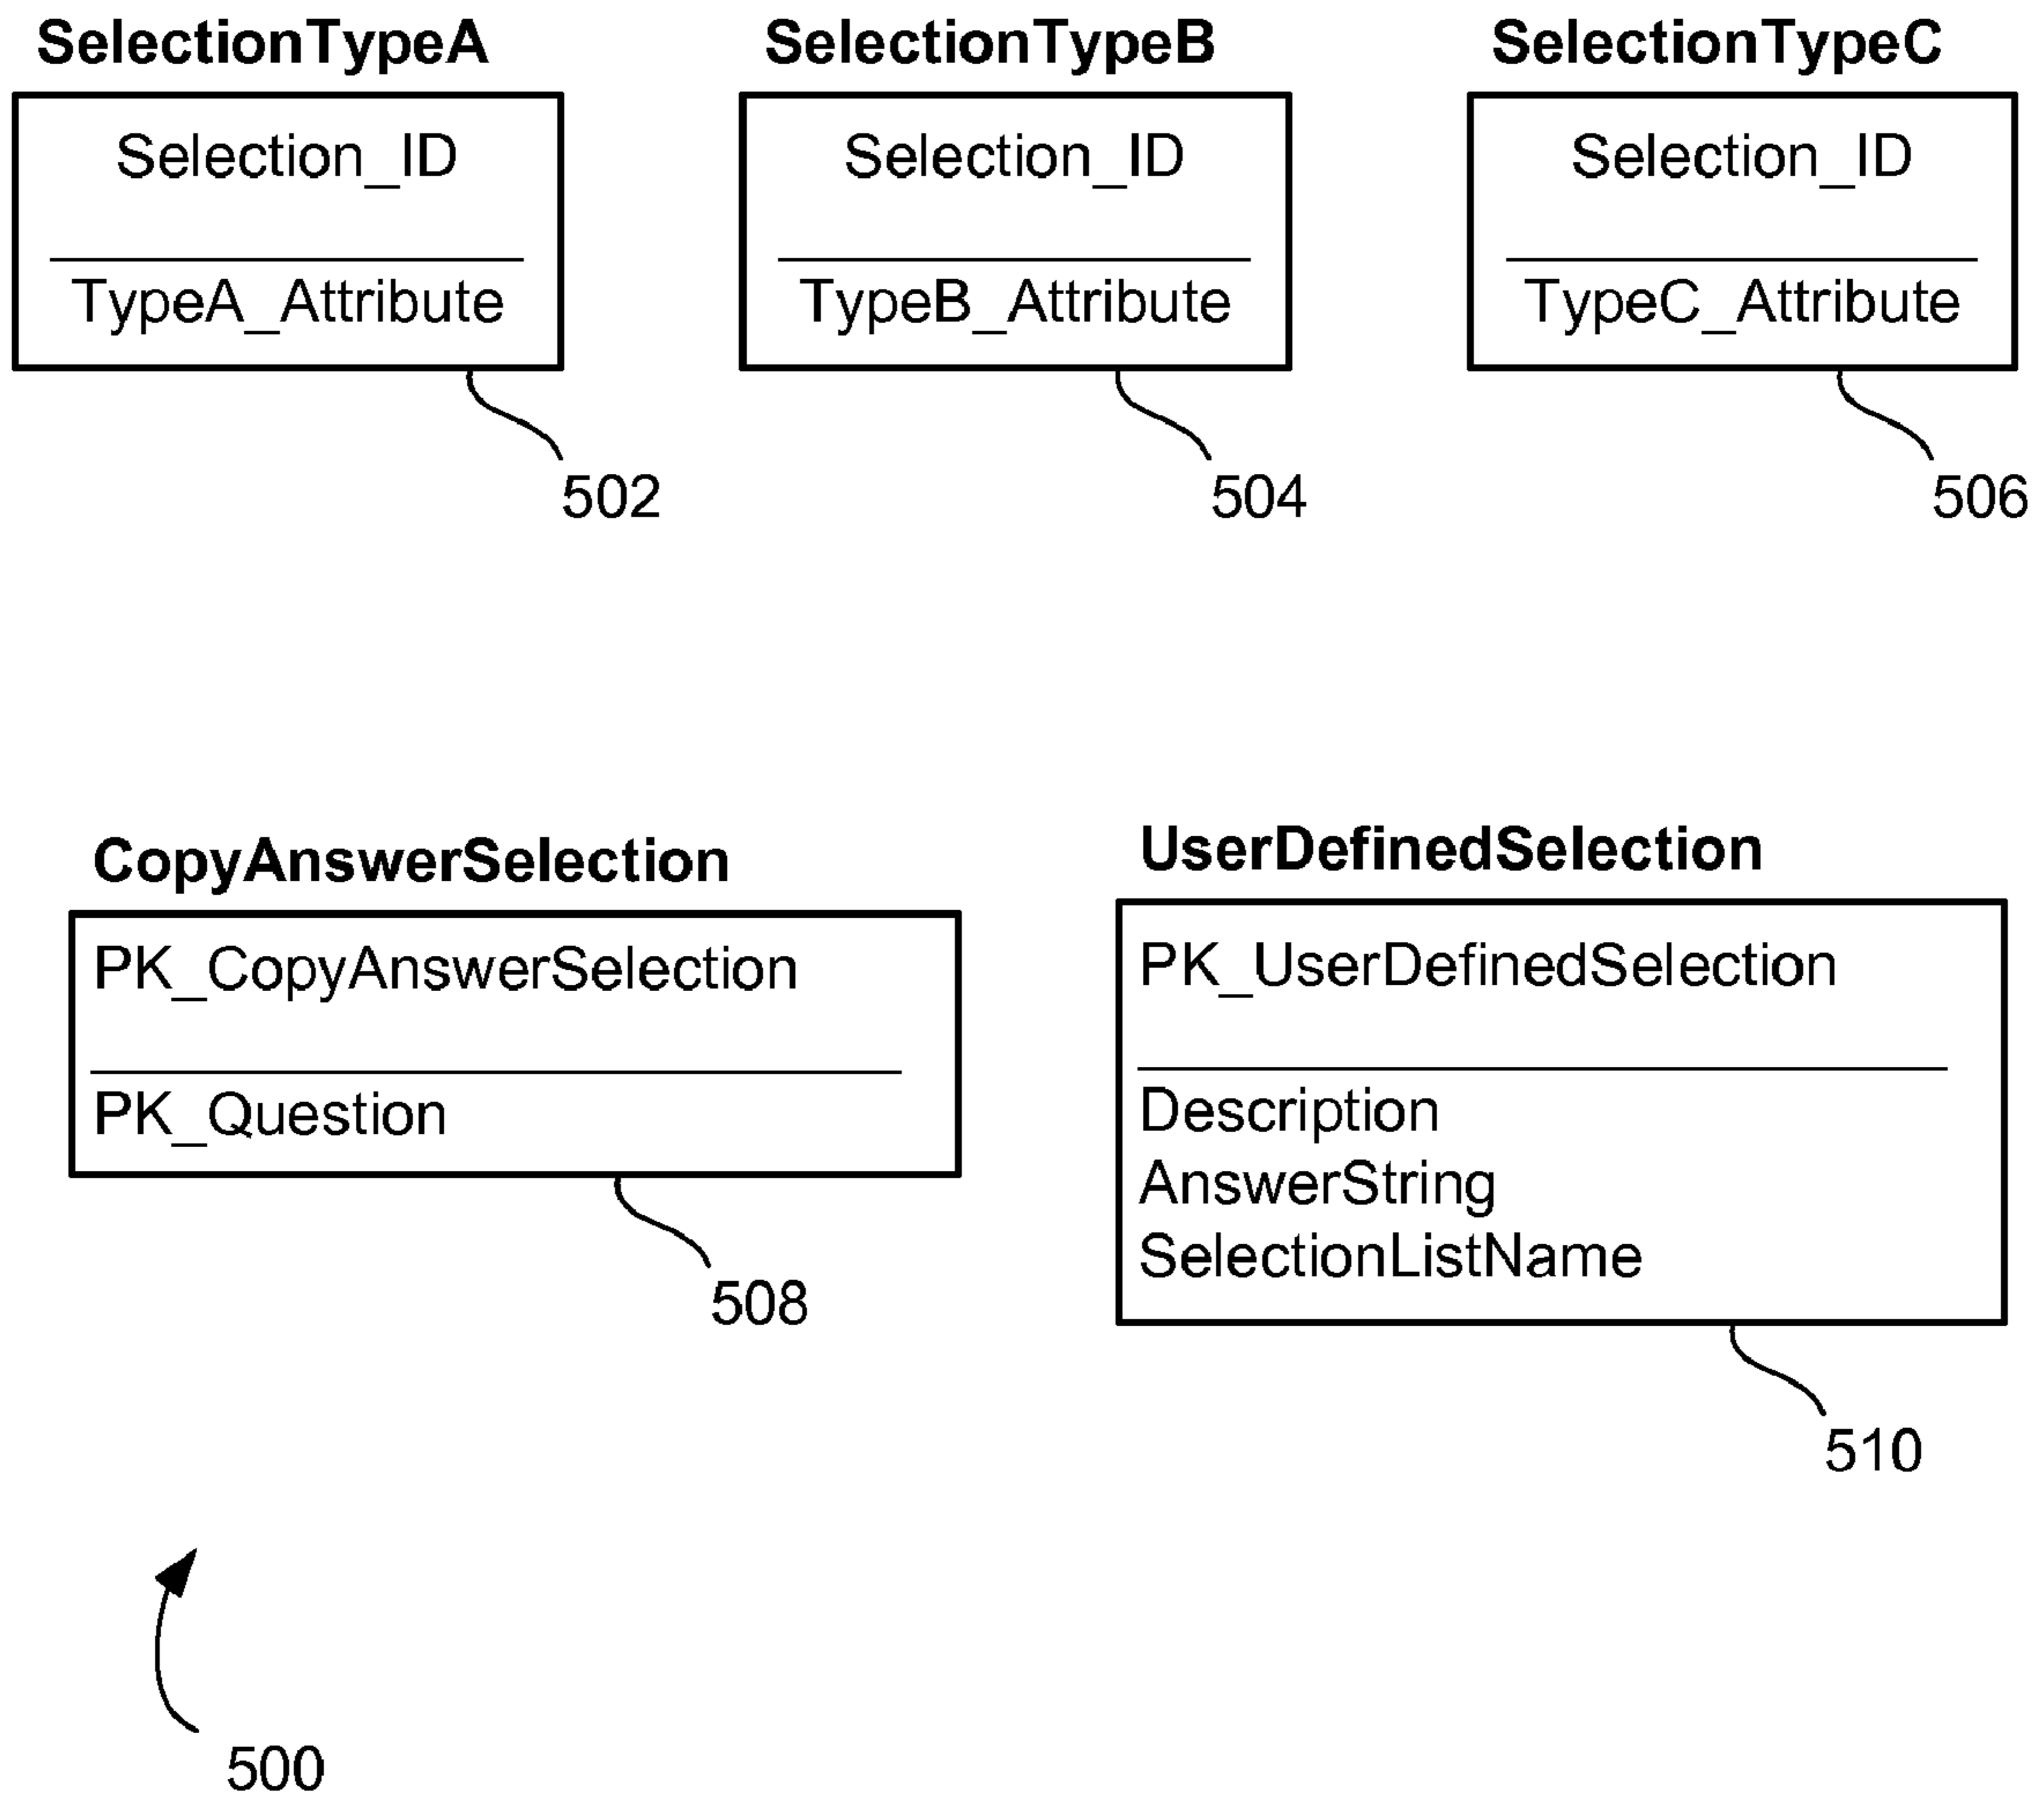 SelectionTypeA
Selection_ID
TypeA_Attribute
502
SelectionTypeB
Selection_ID
TypeB_Attribute
504
SelectionTypeC
Selection_ID
TypeC_Attribute
506
CopyAnswerSelection
PK_CopyAnswerSelection
PK_Question
508
UserDefinedSelection
PK_UserDefinedSelection
Description
AnswerString
SelectionListName
510
500